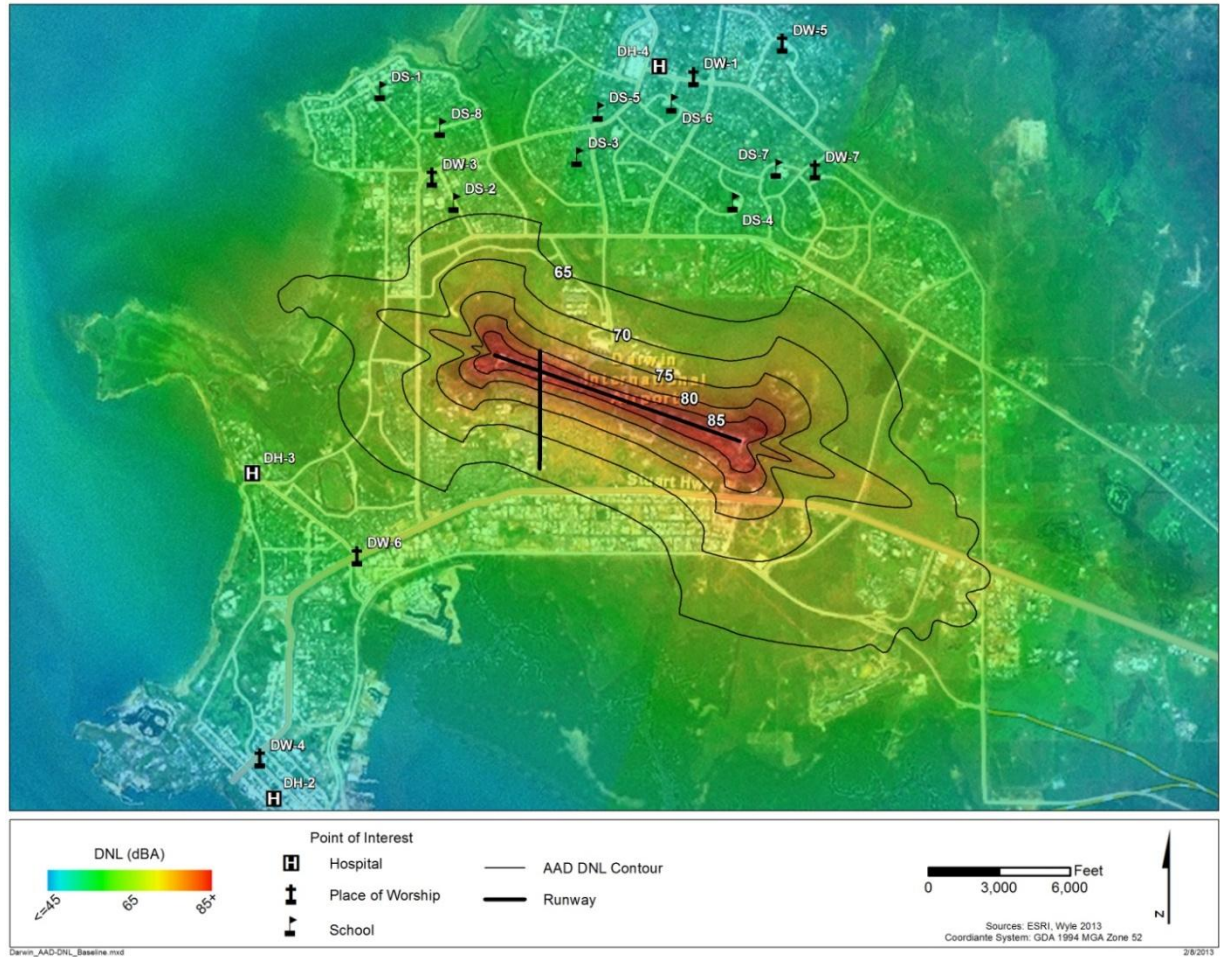 DW-5
DH-4
H
DW-1
DS-1
DS-5
DS-6
DS-8
DS-3
DW-3
DS-7
DW-7
DS-2
DS-4
65
70
Darwin
International
Airport
75
80
85
Stuart Hwy
DH-3
H
DW-6
DW-4
DH-2
H
DNL (dBA)
<=45
65
85+
Point of Interest
H Hospital
Place of Worship
School
AAD DNL Contour
Runway
Feet
0 3,000 6,000
N
Sources: ESRI, Wyle 2013
Coordiante System: GDA 1994 MGA Zone 52
Darwin_AAD-DNL_Baseline.mxd
2/8/2013